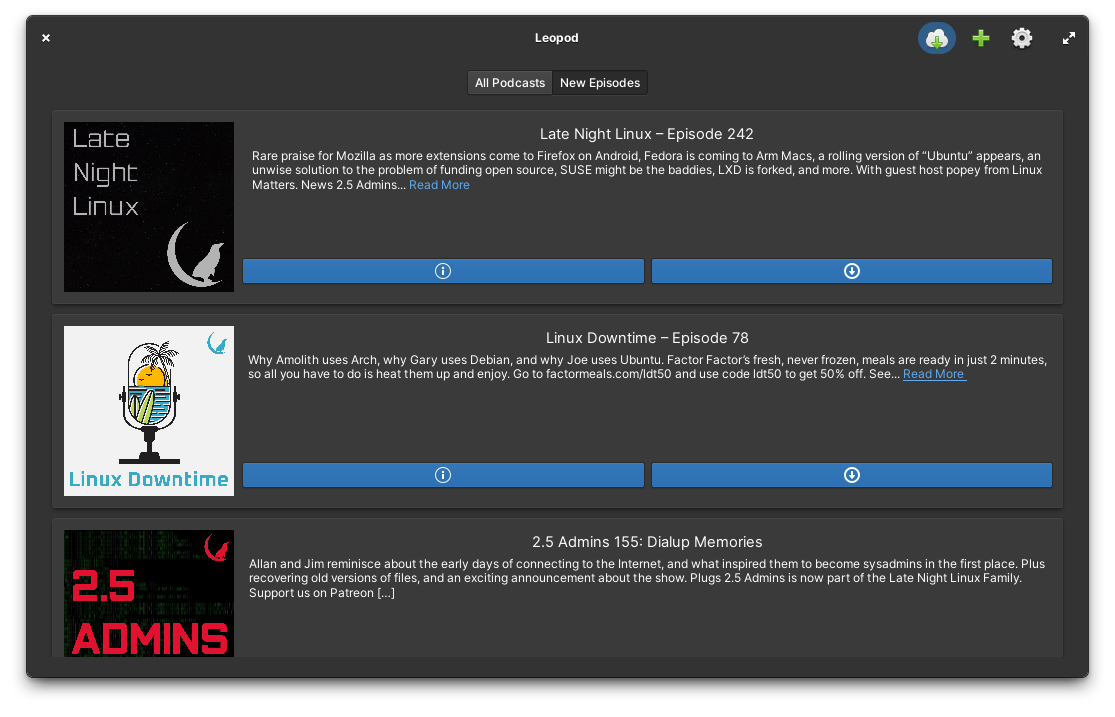 Leopod
All Podcasts
New Episodes
Late
Night
Linux
Late Night Linux – Episode 242
Rare praise for Mozilla as more extensions come to Firefox on Android, Fedora is coming to Arm Macs, a rolling version of “Ubuntu” appears, an
unwise solution to the problem of funding open source, SUSE might be the baddies, LXD is forked, and more. With guest host popey from Linux
Matters. News 2.5 Admins... Read More
Linux Downtime
Linux Downtime – Episode 78
Why Amolith uses Arch, why Gary uses Debian, and why Joe uses Ubuntu. Factor Factor’s fresh, never frozen, meals are ready in just 2 minutes,
so all you have to do is heat them up and enjoy. Go to factormeals.com/ldt50 and use code ldt50 to get 50% off. See... Read More
2.5
ADMINS
2.5 Admins 155: Dialup Memories
Allan and Jim reminisce about the early days of connecting to the Internet, and what inspired them to become sysadmins in the first place. Plus
recovering old versions of files, and an exciting announcement about the show. Plugs 2.5 Admins is now part of the Late Night Linux Family.
Support us on Patreon [...]